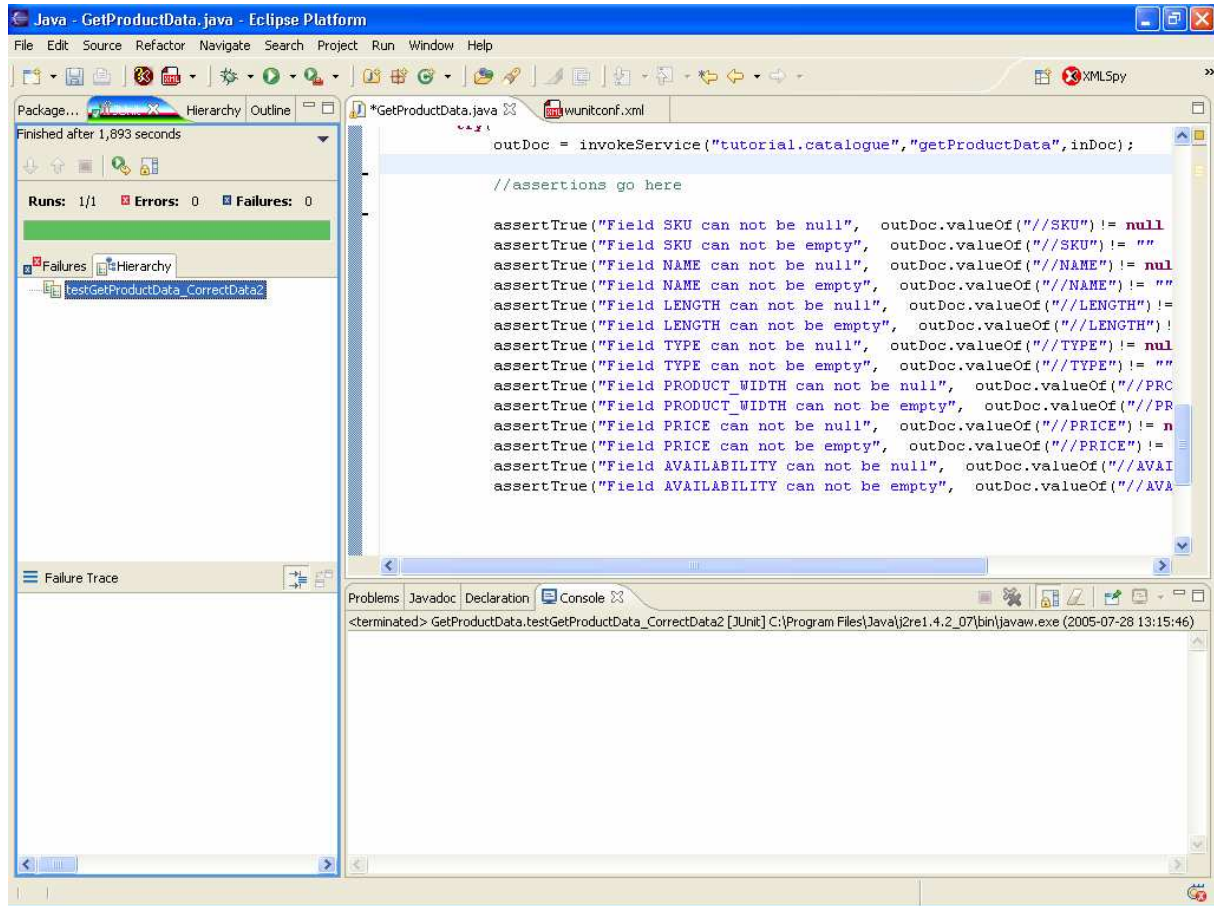 Java - GetProductData.java - Eclipse Platform
File Edit Source Refactor Navigate Search Project Run Window Help
XMLSpy
Package... JUnit Hierarchy Outline
*GetProductData.java wunitconf.xml
Finished after 1,893 seconds
Runs: 1/1 Errors: 0 Failures: 0
Failures Hierarchy
testGetProductData_CorrectData2
Failure Trace
try{
outDoc = invokeService("tutorial.catalogue","getProductData",inDoc);
//assertions go here
assertTrue("Field SKU can not be null", outDoc.valueOf("//SKU")!= null
assertTrue("Field SKU can not be empty", outDoc.valueOf("//SKU")!= ""
assertTrue("Field NAME can not be null", outDoc.valueOf("//NAME")!= nul
assertTrue("Field NAME can not be empty", outDoc.valueOf("//NAME")!= ""
assertTrue("Field LENGTH can not be null", outDoc.valueOf("//LENGTH")!=
assertTrue("Field LENGTH can not be empty", outDoc.valueOf("//LENGTH")!
assertTrue("Field TYPE can not be null", outDoc.valueOf("//TYPE")!= nul
assertTrue("Field TYPE can not be empty", outDoc.valueOf("//TYPE")!= ""
assertTrue("Field PRODUCT_WIDTH can not be null", outDoc.valueOf("//PRO
assertTrue("Field PRODUCT_WIDTH can not be empty", outDoc.valueOf("//PR
assertTrue("Field PRICE can not be null", outDoc.valueOf("//PRICE")!= n
assertTrue("Field PRICE can not be empty", outDoc.valueOf("//PRICE")!=
assertTrue("Field AVAILABILITY can not be null", outDoc.valueOf("//AVAI
assertTrue("Field AVAILABILITY can not be empty", outDoc.valueOf("//AVA
Problems Javadoc Declaration Console
<terminated> GetProductData.testGetProductData_CorrectData2 [JUnit] C:\Program Files\Java\j2re1.4.2_07\bin\javaw.exe (2005-07-28 13:15:46)